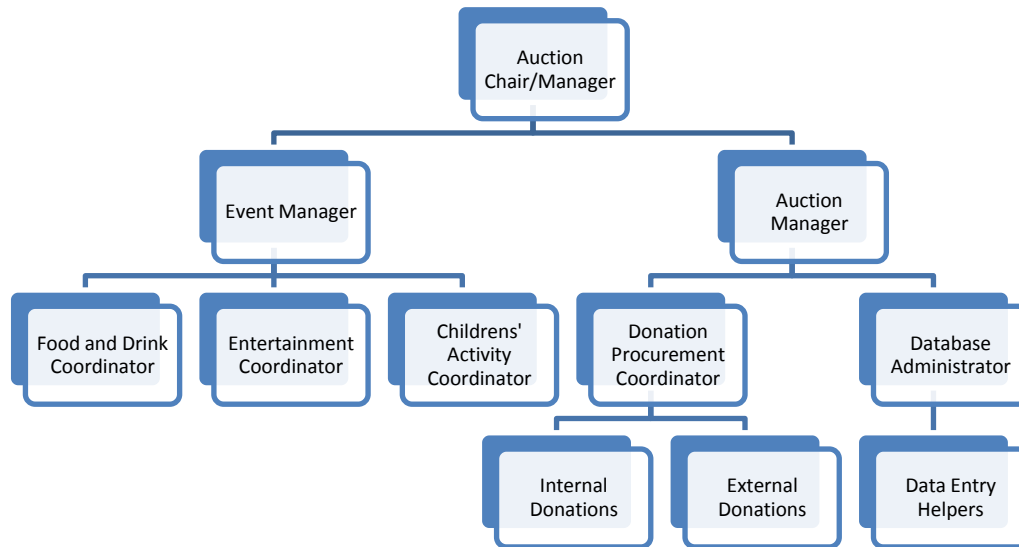 Auction
Chair/Manager
Event Manager
Auction
Manager
Food and Drink
Coordinator
Entertainment
Coordinator
Childrens'
Activity
Coordinator
Donation
Procurement
Coordinator
Database
Administrator
Internal
Donations
External
Donations
Data Entry
Helpers